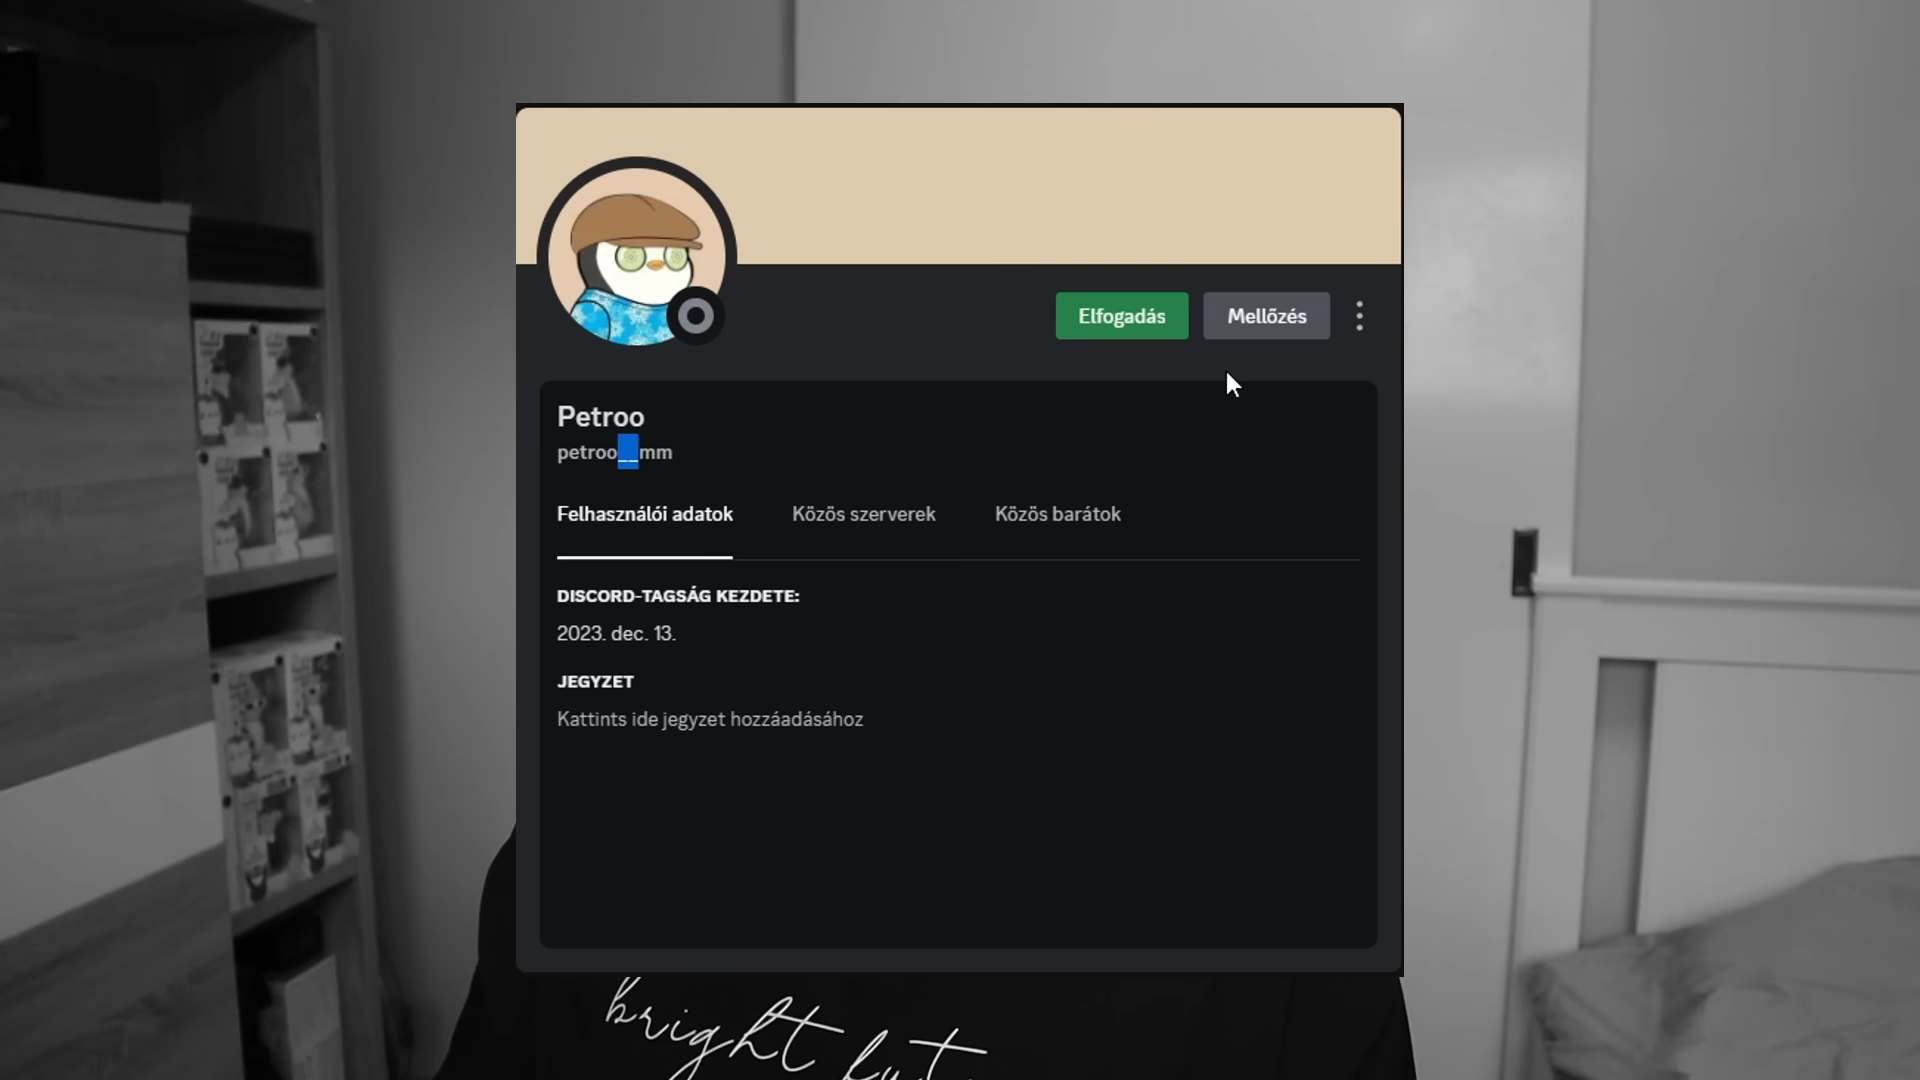 Elfogadás
Mellőzés
Petroo
petroo__mm
Felhasználói adatok
Közös szerverek
Közös barátok
DISCORD-TAGSÁG KEZDETE:
2023. dec. 13.
JEGYZET
Kattints ide jegyzet hozzáadásához
bright